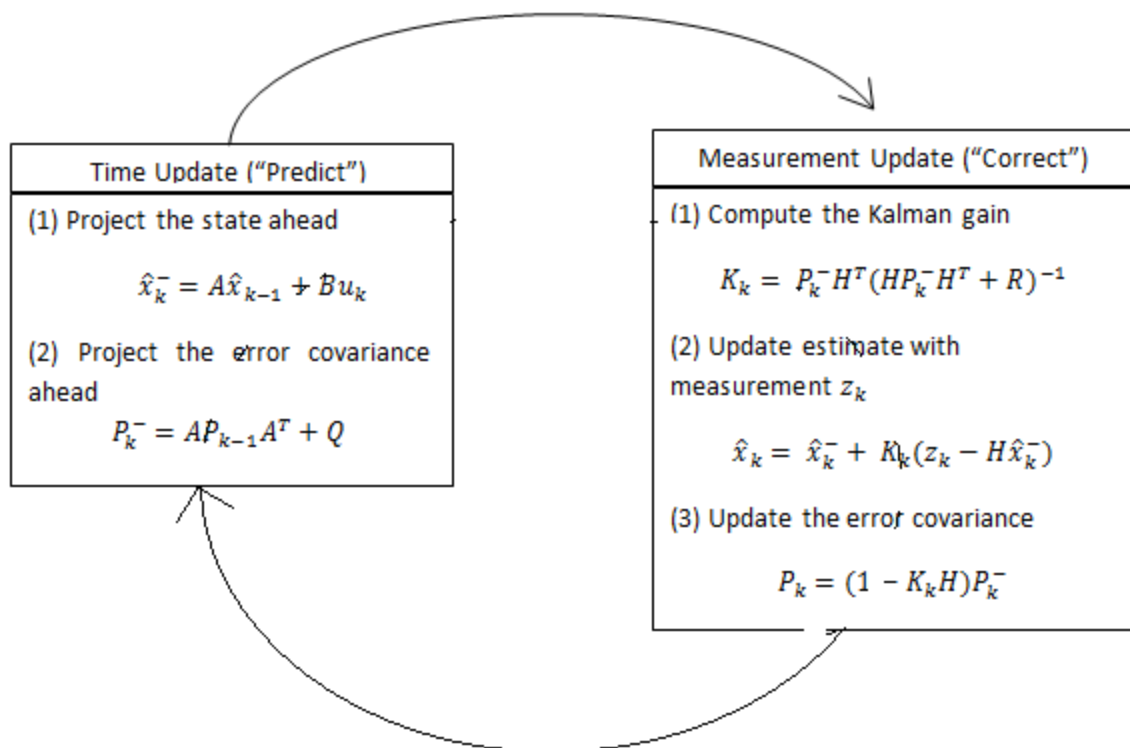 Time Update (“Predict”)
(1) Project the state ahead
x̂ₖ⁻ = Ax̂ₖ₋₁ + Buₖ
(2) Project the error covariance
ahead
Pₖ⁻ = APₖ₋₁Aᵀ + Q
Measurement Update (“Correct”)
(1) Compute the Kalman gain
Kₖ = Pₖ⁻Hᵀ(HPₖ⁻Hᵀ + R)⁻¹
(2) Update estimate with
measurement zₖ
x̂ₖ = x̂ₖ⁻ + Kₖ(zₖ − Hx̂ₖ⁻)
(3) Update the error covariance
Pₖ = (1 − KₖH)Pₖ⁻